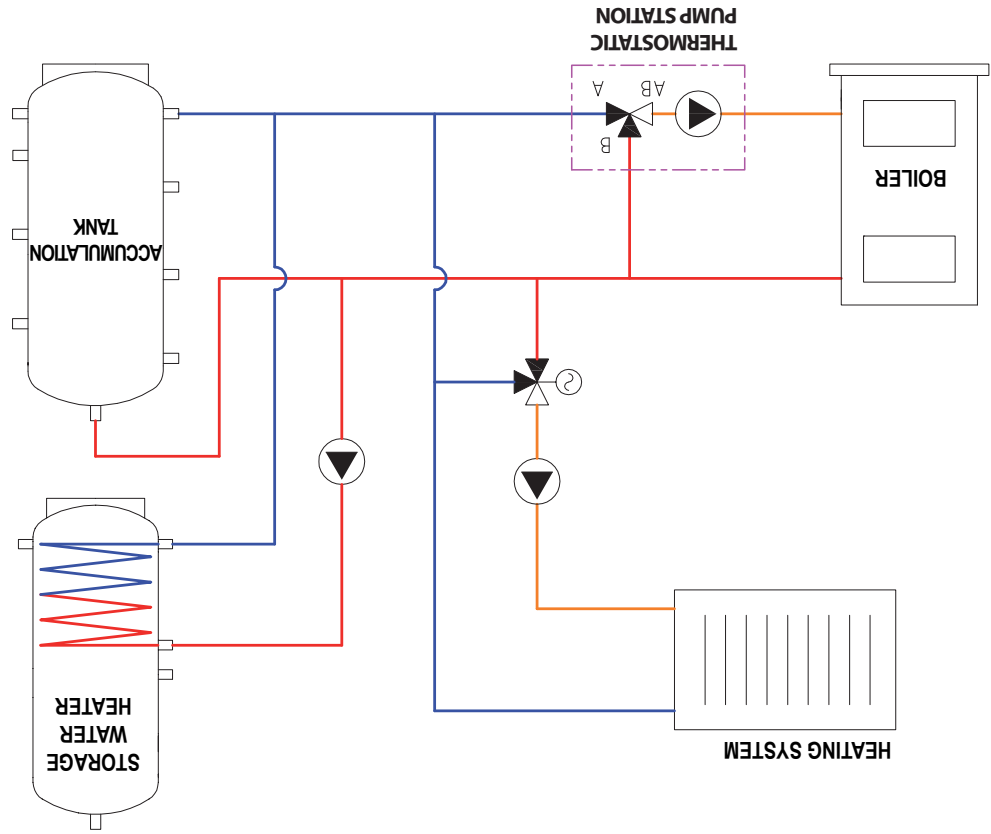 HEATING SYSTEM
STORAGE
WATER
HEATER
ACCUMULATION
TANK
BOILER
B
AB
A
THERMOSTATIC
PUMP STATION